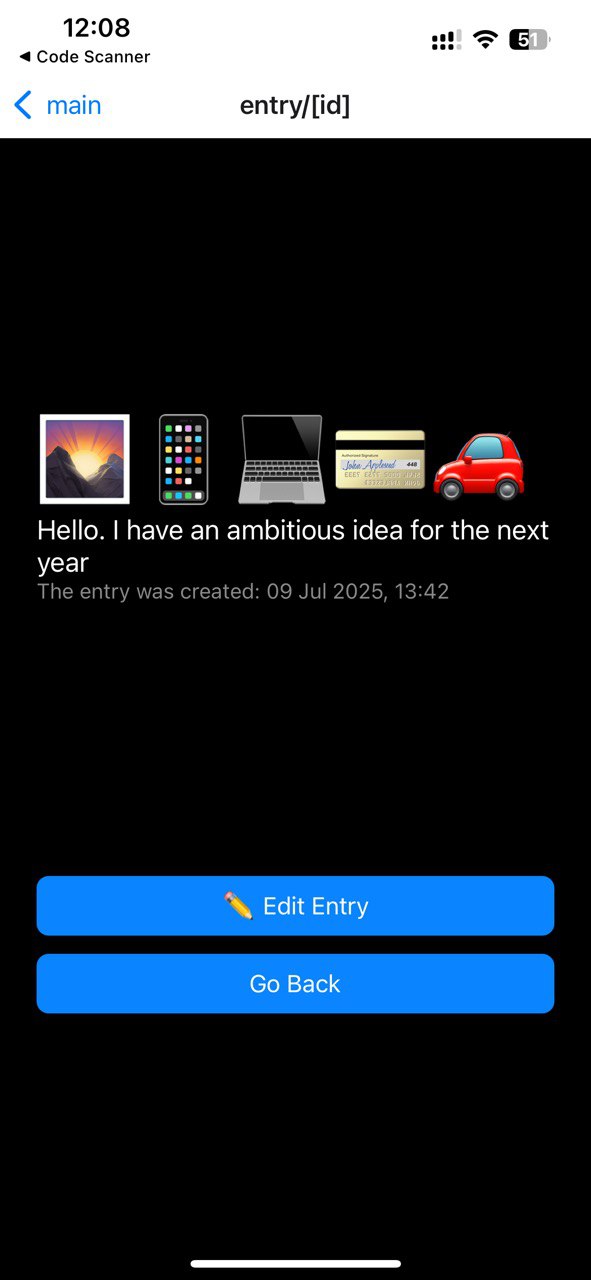 12:08
51
◀ Code Scanner
main
entry/[id]
Hello. I have an ambitious idea for the next
year
The entry was created: 09 Jul 2025, 13:42
Edit Entry
Go Back